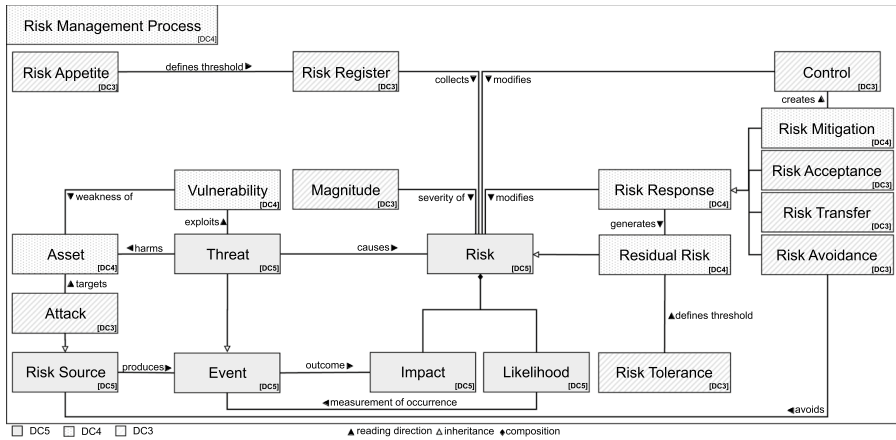 Risk Management Process
[DC4]
Risk Appetite
[DC3]
defines threshold ▶
Risk Register
[DC3]
collects ▼
▼ modifies
Control
[DC3]
creates ▲
Risk Mitigation
[DC4]
Risk Acceptance
[DC3]
Risk Transfer
[DC3]
Risk Avoidance
[DC3]
▼ weakness of
Vulnerability
[DC4]
Magnitude
[DC3]
severity of ▼
▼ modifies
Risk Response
[DC4]
exploits ▲
generates ▼
Asset
[DC4]
◀ harms
Threat
[DC5]
causes ▶
Risk
[DC5]
Residual Risk
[DC4]
▲ targets
Attack
[DC3]
▲ defines threshold
Risk Source
[DC5]
produces ▶
Event
[DC5]
outcome ▶
Impact
[DC5]
Likelihood
[DC5]
Risk Tolerance
[DC3]
◀ measurement of occurrence
◀ avoids
DC5 DC4 DC3
▲ reading direction △ inheritance ◆ composition